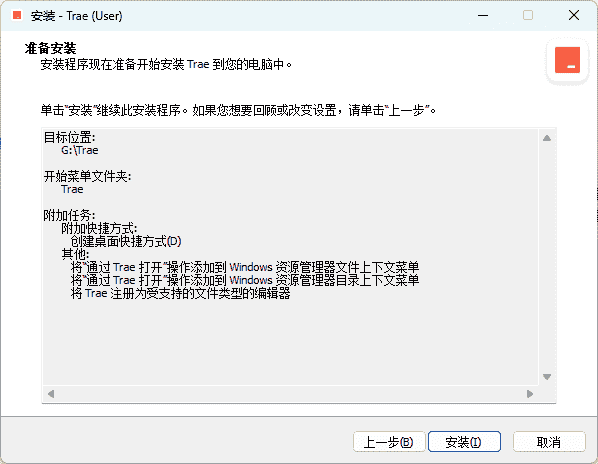 安装 - Trae (User)
准备安装
安装程序现在准备开始安装 Trae 到您的电脑中。
单击“安装”继续此安装程序。如果您想要回顾或改变设置，请单击“上一步”。
目标位置:
G:\Trae
开始菜单文件夹:
Trae
附加任务:
附加快捷方式:
创建桌面快捷方式(D)
其他:
将“通过 Trae 打开”操作添加到 Windows 资源管理器文件上下文菜单
将“通过 Trae 打开”操作添加到 Windows 资源管理器目录上下文菜单
将 Trae 注册为受支持的文件类型的编辑器
上一步(B) 安装(I) 取消